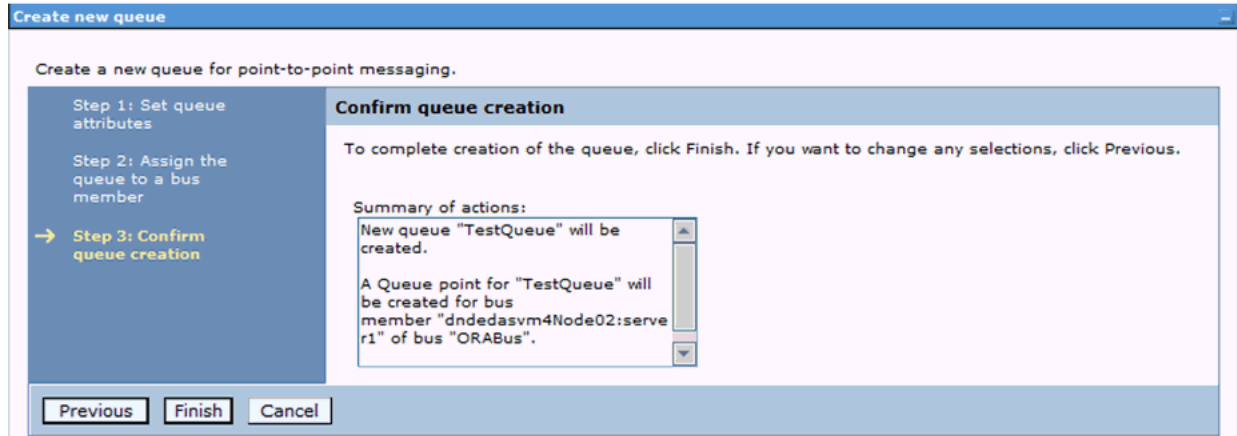 Create new queue
Create a new queue for point-to-point messaging.
Step 1: Set queue
attributes
Step 2: Assign the
queue to a bus
member
Step 3: Confirm
queue creation
Confirm queue creation
To complete creation of the queue, click Finish. If you want to change any selections, click Previous.
Summary of actions:
New queue "TestQueue" will be
created.
A Queue point for "TestQueue" will
be created for bus
member "dndedasvm4Node02:serve
r1" of bus "ORABus".
Previous Finish Cancel